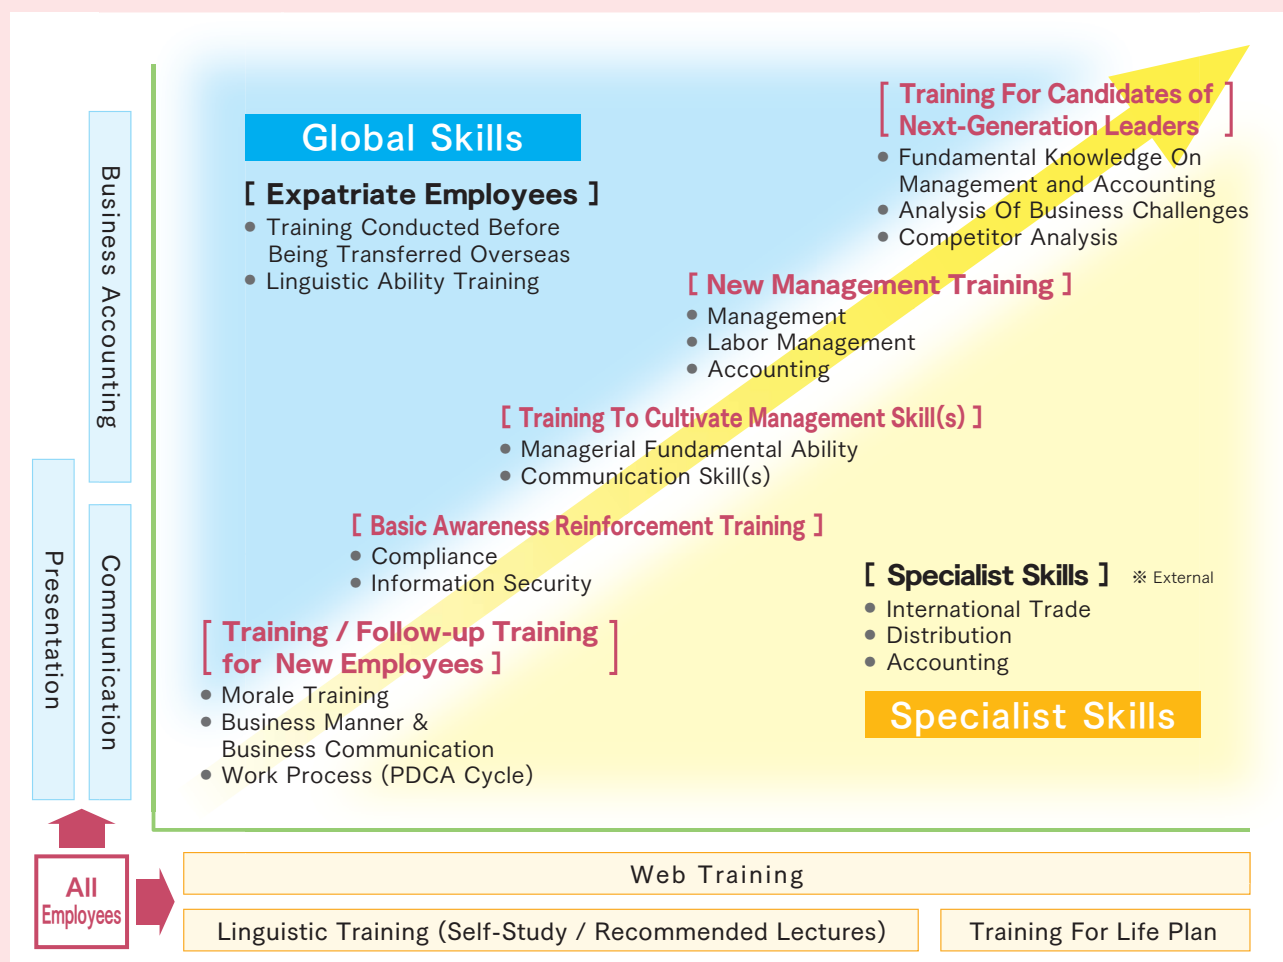 Global Skills
[ Expatriate Employees ]
● Training Conducted Before
Being Transferred Overseas
● Linguistic Ability Training
[ Training For Candidates of
Next-Generation Leaders ]
● Fundamental Knowledge On
Management and Accounting
● Analysis Of Business Challenges
● Competitor Analysis
[ New Management Training ]
● Management
● Labor Management
● Accounting
[ Training To Cultivate Management Skill(s) ]
● Managerial Fundamental Ability
● Communication Skill(s)
[ Basic Awareness Reinforcement Training ]
● Compliance
● Information Security
[ Training / Follow-up Training
for New Employees ] ]
● Morale Training
● Business Manner &
Business Communication
● Work Process (PDCA Cycle)
[ Specialist Skills ] ※ External
● International Trade
● Distribution
● Accounting
Specialist Skills
Business Accounting
Presentation
Communication
All
Employees
Web Training
Linguistic Training (Self-Study / Recommended Lectures)
Training For Life Plan